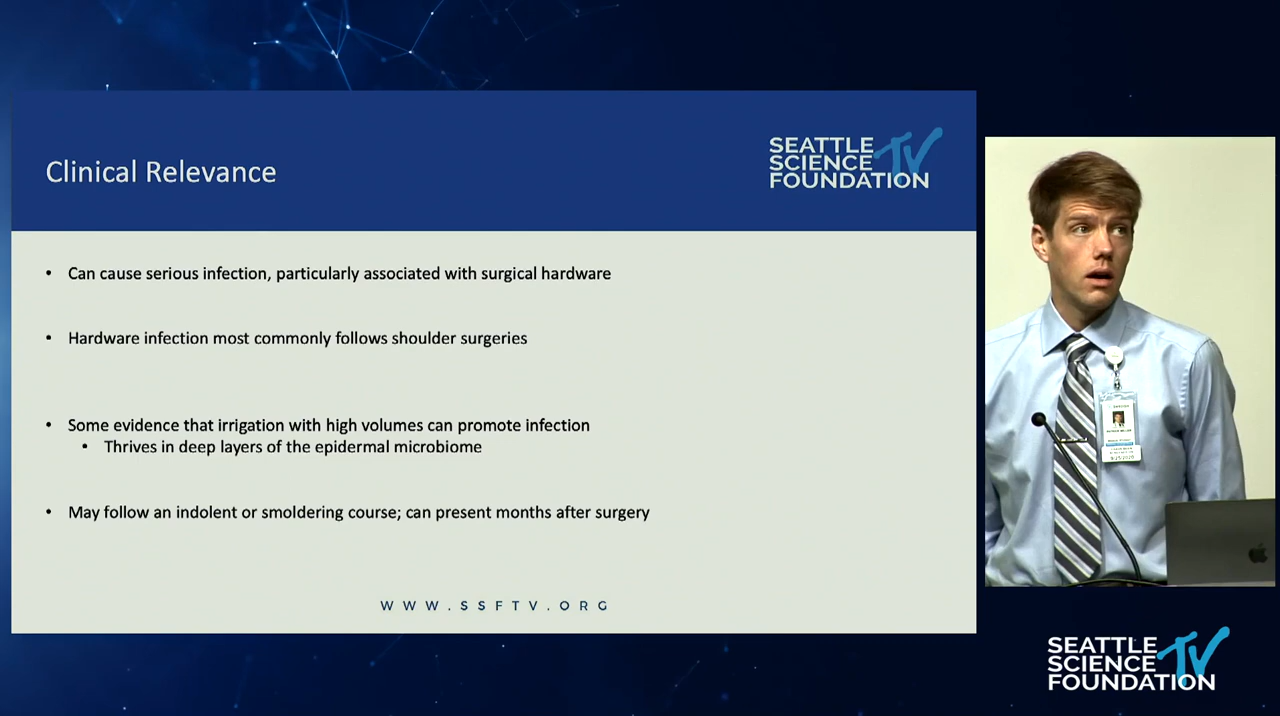 Clinical Relevance
SEATTLE
SCIENCE TV
FOUNDATION
• Can cause serious infection, particularly associated with surgical hardware
• Hardware infection most commonly follows shoulder surgeries
• Some evidence that irrigation with high volumes can promote infection
• Thrives in deep layers of the epidermal microbiome
• May follow an indolent or smoldering course; can present months after surgery
WWW.SSFTV.ORG
SEATTLE
SCIENCE TV
FOUNDATION